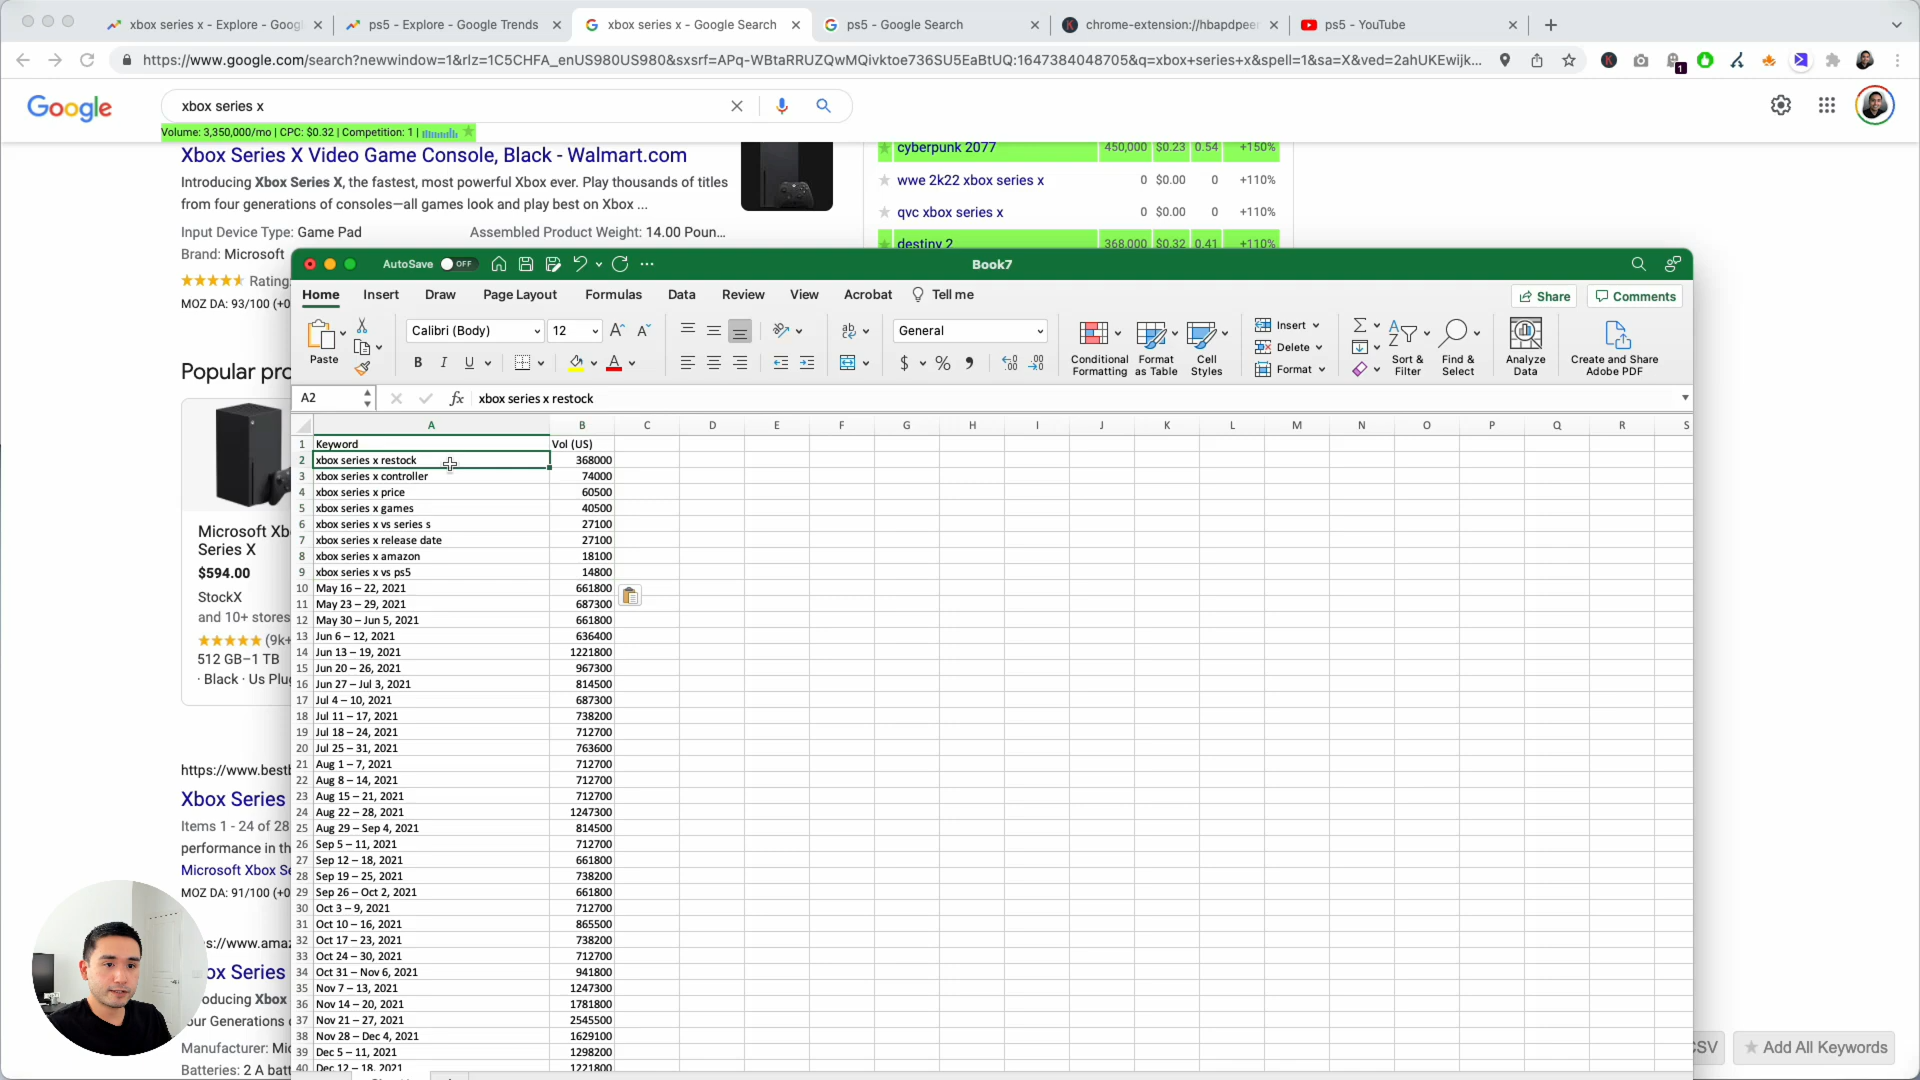 xbox series x - Explore - Goog
ps5 - Explore - Google Trends
xbox series x - Google Search
ps5 - Google Search
chrome-extension://hbapdpeer
ps5 - YouTube
https://www.google.com/search?newwindow=1&rlz=1C5CHFA_enUS980US980&sxsrf=APq-WBtaRRUZQwMQivktoe736SU5EaBtUQ:1647384048705&q=xbox+series+x&spell=1&sa=X&ved=2ahUKEwijk...
Google
xbox series x
Volume: 3,350,000/mo | CPC: $0.32 | Competition: 1 |
Xbox Series X Video Game Console, Black - Walmart.com
Introducing Xbox Series X, the fastest, most powerful Xbox ever. Play thousands of titles
from four generations of consoles—all games look and play best on Xbox ...
Input Device Type: Game Pad
Assembled Product Weight: 14.00 Poun...
Brand: Microsoft
Rating
MOZ DA: 93/100 (+0
cyberpunk 2077 450,000 $0.23 0.54 +150%
wwe 2k22 xbox series x 0 $0.00 0 +110%
qvc xbox series x 0 $0.00 0 +110%
destiny 2 368,000 $0.32 0.41 +110%
Popular pro
Microsoft Xb
Series X
$594.00
StockX
and 10+ stores
(9k+
512 GB–1 TB
· Black · Us Plug
https://www.bestb
Xbox Series
Items 1 - 24 of 28
performance in th
Microsoft Xbox Se
MOZ DA: 91/100 (+0
s://www.amaz
ox Series
oducing Xbox
our Generations
Manufacturer: Mic
Batteries: 2 A batt
AutoSave OFF
Book7
Home Insert Draw Page Layout Formulas Data Review View Acrobat Tell me
Share
Comments
Paste
Calibri (Body)
12
General
Conditional
Formatting
Format
as Table
Cell
Styles
Insert
Delete
Format
Sort &
Filter
Find &
Select
Analyze
Data
Create and Share
Adobe PDF
A2
fx
xbox series x restock
A B C D E F G H I J K L M N O P Q R S
1 Keyword Vol (US)
2 xbox series x restock 368000
3 xbox series x controller 74000
4 xbox series x price 60500
5 xbox series x games 40500
6 xbox series x vs series s 27100
7 xbox series x release date 27100
8 xbox series x amazon 18100
9 xbox series x vs ps5 14800
10 May 16 – 22, 2021 661800
11 May 23 – 29, 2021 687300
12 May 30 – Jun 5, 2021 661800
13 Jun 6 – 12, 2021 636400
14 Jun 13 – 19, 2021 1221800
15 Jun 20 – 26, 2021 967300
16 Jun 27 – Jul 3, 2021 814500
17 Jul 4 – 10, 2021 687300
18 Jul 11 – 17, 2021 738200
19 Jul 18 – 24, 2021 712700
20 Jul 25 – 31, 2021 763600
21 Aug 1 – 7, 2021 712700
22 Aug 8 – 14, 2021 712700
23 Aug 15 – 21, 2021 712700
24 Aug 22 – 28, 2021 1247300
25 Aug 29 – Sep 4, 2021 814500
26 Sep 5 – 11, 2021 712700
27 Sep 12 – 18, 2021 661800
28 Sep 19 – 25, 2021 738200
29 Sep 26 – Oct 2, 2021 661800
30 Oct 3 – 9, 2021 712700
31 Oct 10 – 16, 2021 865500
32 Oct 17 – 23, 2021 738200
33 Oct 24 – 30, 2021 712700
34 Oct 31 – Nov 6, 2021 941800
35 Nov 7 – 13, 2021 1247300
36 Nov 14 – 20, 2021 1781800
37 Nov 21 – 27, 2021 2545500
38 Nov 28 – Dec 4, 2021 1629100
39 Dec 5 – 11, 2021 1298200
40 Dec 12 – 18, 2021 1221800
CSV
Add All Keywords